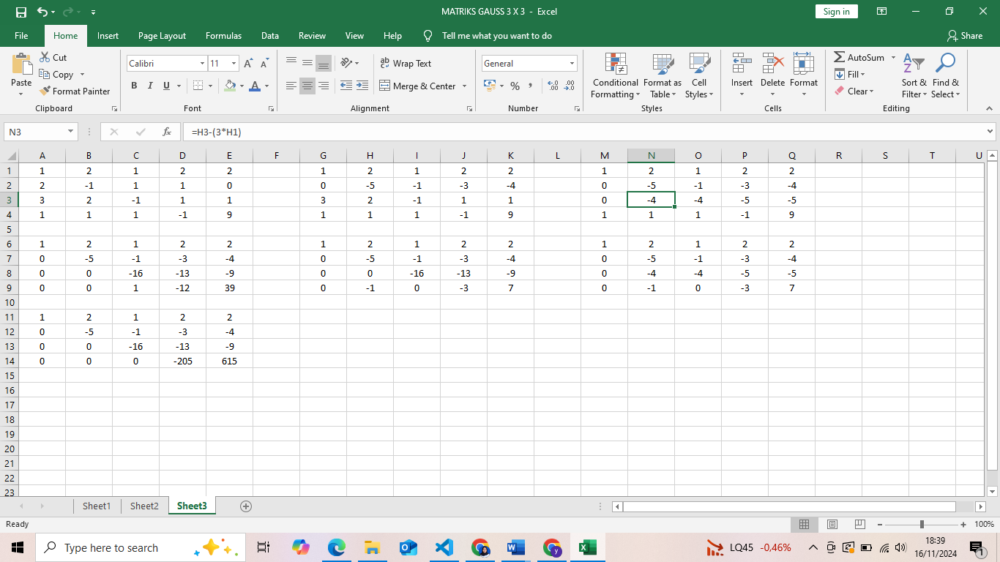 MATRIKS GAUSS 3 X 3 - Excel
Sign in
File Home Insert Page Layout Formulas Data Review View Help Tell me what you want to do Share
Paste Cut Copy Format Painter
Clipboard
Calibri 11
B I U
Font
Wrap Text
Merge & Center
Alignment
General
% ,
Number
Conditional Formatting Format as Table Cell Styles
Styles
Insert Delete Format
Cells
AutoSum Fill Clear
Sort & Filter Find & Select
Editing
N3 fx =H3-(3*H1)
A B C D E F G H I J K L M N O P Q R S T U
1 1 2 1 2 2 1 2 1 2 2 1 2 1 2 2
2 2 -1 1 1 0 0 -5 -1 -3 -4 0 -5 -1 -3 -4
3 3 2 -1 1 1 3 2 -1 1 1 0 -4 -4 -5 -5
4 1 1 1 -1 9 1 1 1 -1 9 1 1 1 -1 9
5
6 1 2 1 2 2 1 2 1 2 2 1 2 1 2 2
7 0 -5 -1 -3 -4 0 -5 -1 -3 -4 0 -5 -1 -3 -4
8 0 0 -16 -13 -9 0 0 -16 -13 -9 0 -4 -4 -5 -5
9 0 0 1 -12 39 0 -1 0 -3 7 0 -1 0 -3 7
10
11 1 2 1 2 2
12 0 -5 -1 -3 -4
13 0 0 -16 -13 -9
14 0 0 0 -205 615
15
16
17
18
19
20
21
22
23
Sheet1 Sheet2 Sheet3
Ready 100%
Type here to search
LQ45 -0,46%
18:39
16/11/2024
1